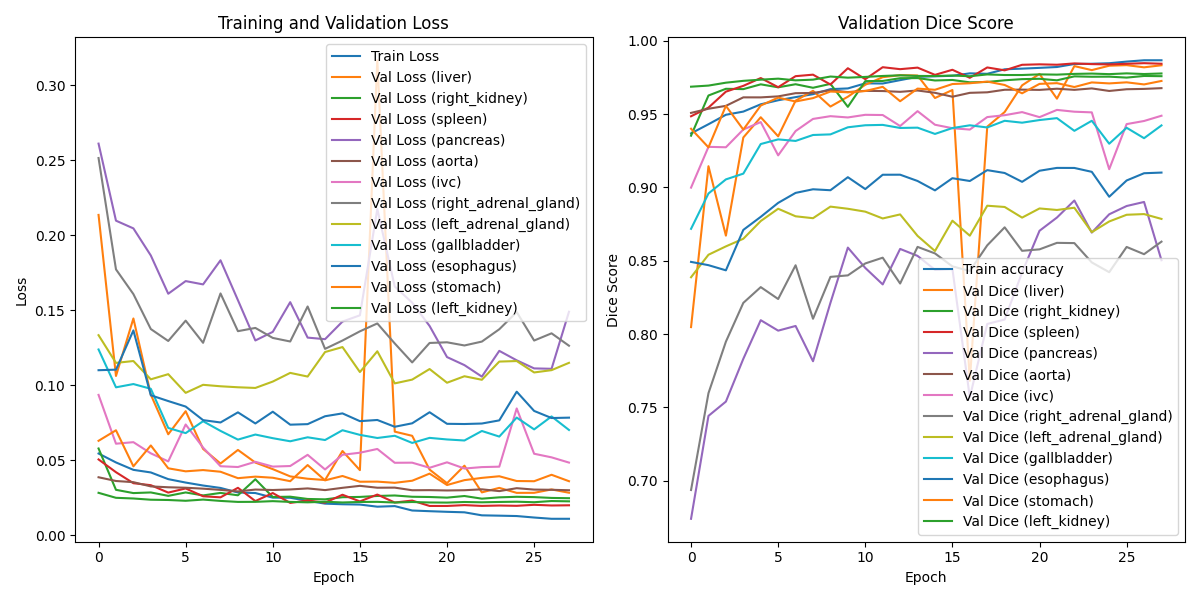 Training and Validation Loss
Loss
0.30
0.25
0.20
0.15
0.10
0.05
0.00
0
5
10
15
20
25
Epoch
Train Loss
Val Loss (liver)
Val Loss (right_kidney)
Val Loss (spleen)
Val Loss (pancreas)
Val Loss (aorta)
Val Loss (ivc)
Val Loss (right_adrenal_gland)
Val Loss (left_adrenal_gland)
Val Loss (gallbladder)
Val Loss (esophagus)
Val Loss (stomach)
Val Loss (left_kidney)
Validation Dice Score
Dice Score
1.00
0.95
0.90
0.85
0.80
0.75
0.70
0
5
10
15
20
25
Epoch
Train accuracy
Val Dice (liver)
Val Dice (right_kidney)
Val Dice (spleen)
Val Dice (pancreas)
Val Dice (aorta)
Val Dice (ivc)
Val Dice (right_adrenal_gland)
Val Dice (left_adrenal_gland)
Val Dice (gallbladder)
Val Dice (esophagus)
Val Dice (stomach)
Val Dice (left_kidney)